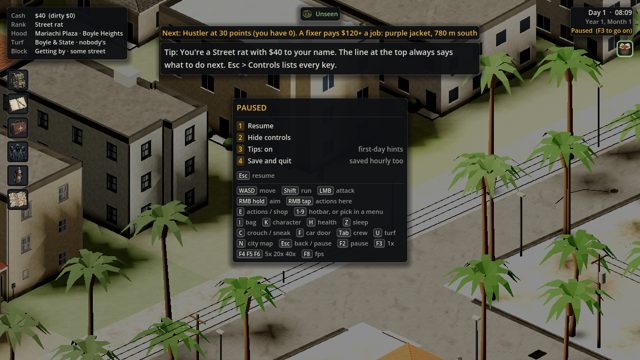 Cash $40 (dirty $0)
Rank Street rat
Hood Mariachi Plaza · Boyle Heights
Turf Boyle & State · nobody's
Block Getting by · some street
Unseen
Next: Hustler at 30 points (you have 0). A fixer pays $120+ a job: purple jacket, 780 m south
Tip: You're a Street rat with $40 to your name. The line at the top always says
what to do next. Esc > Controls lists every key.
Day 1 · 08:09
Year 1, Month 1
Paused (F3 to go on)
PAUSED
1 Resume
2 Hide controls
3 Tips: on first-day hints
4 Save and quit saved hourly too
Esc resume
WASD move Shift run LMB attack
RMB hold aim RMB tap actions here
E actions / shop 1-9 hotbar, or pick in a menu
I bag K character H health Z sleep
C crouch / sneak F car door Tab crew U turf
N city map Esc back / pause F2 pause F3 1x
F4 F5 F6 5x 20x 40x F8 fps